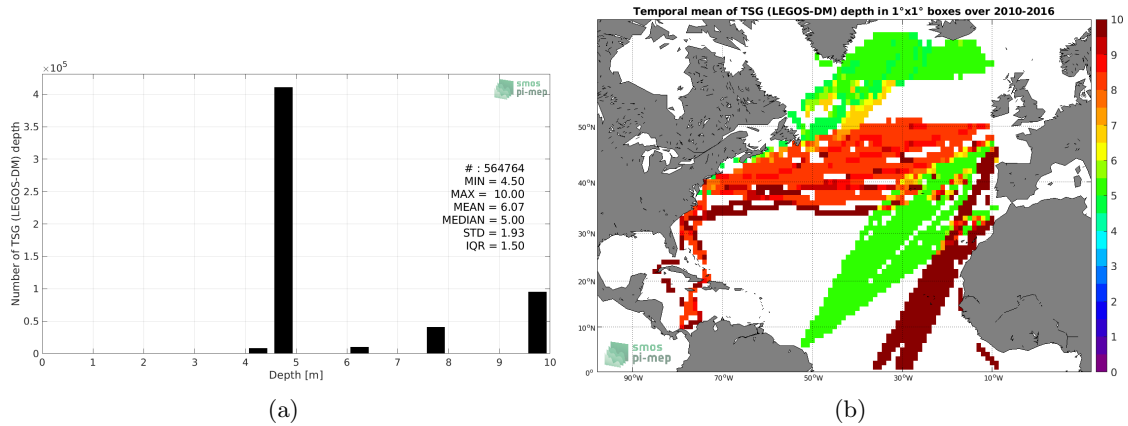 ×10⁵
smos
pi-mep
4
3.5
3
2.5
2
1.5
1
0.5
0
Number of TSG (LEGOS-DM) depth
# : 564764
MIN = 4.50
MAX = 10.00
MEAN = 6.07
MEDIAN = 5.00
STD = 1.93
IQR = 1.50
0 1 2 3 4 5 6 7 8 9 10
Depth [m]
(a)
Temporal mean of TSG (LEGOS-DM) depth in 1°x1° boxes over 2010-2016
50°N
40°N
30°N
20°N
10°N
0°
90°W 70°W 50°W 30°W 10°W
smos
pi-mep
10
9
8
7
6
5
4
3
2
1
0
(b)